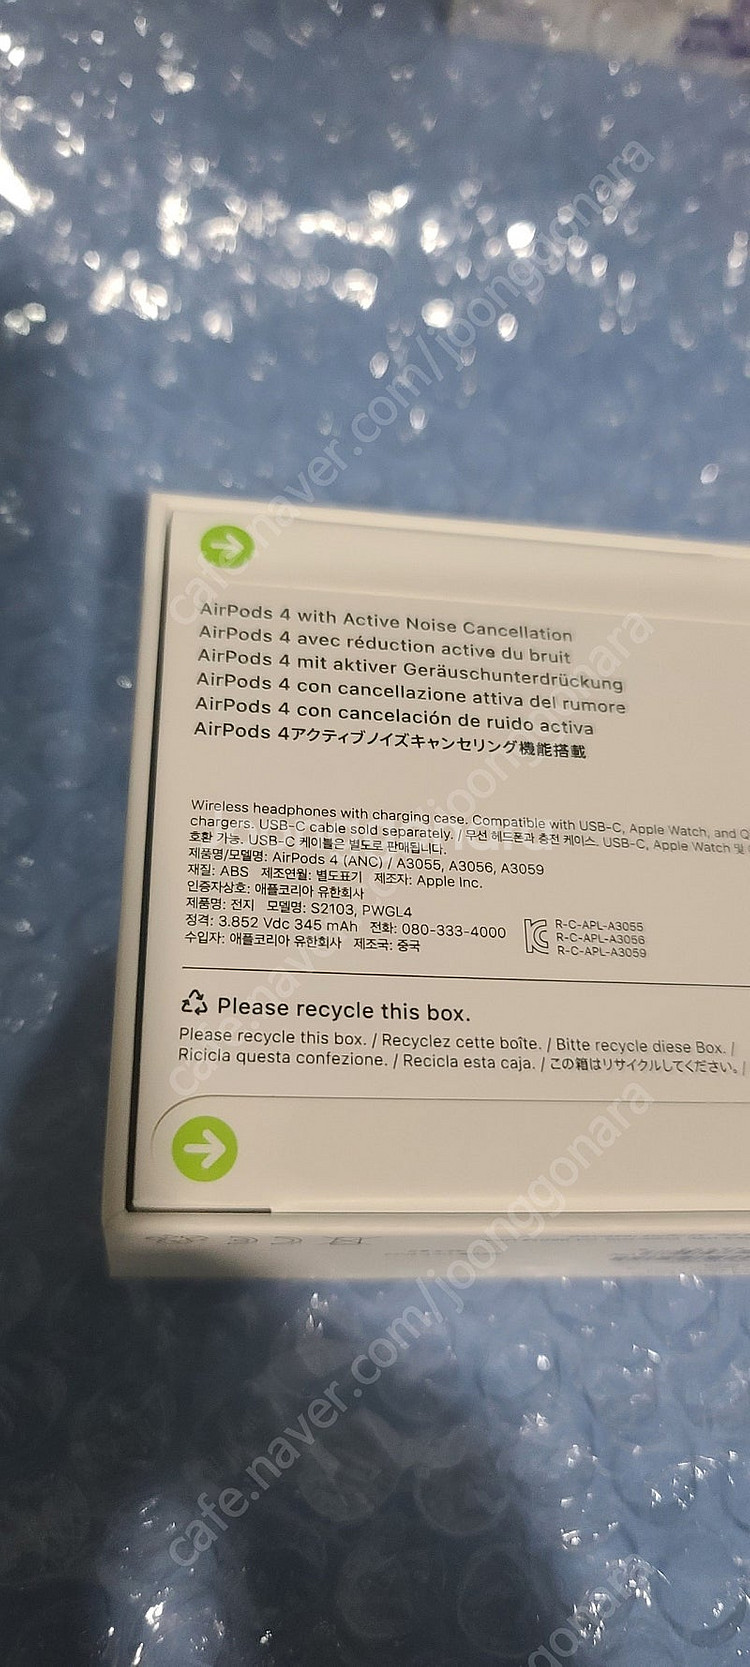 AirPods 4 with Active Noise Cancellation
AirPods 4 avec réduction active du bruit
AirPods 4 mit aktiver Geräuschunterdrückung
AirPods 4 con cancellazione attiva del rumore
AirPods 4 con cancelación de ruido activa
AirPods 4アクティブノイズキャンセリング機能搭載
Wireless headphones with charging case. Compatible with USB-C, Apple Watch, and
chargers. USB-C cable sold separately. / 무선 헤드폰과 충전 케이스. USB-C, Apple Watch 및
호환 가능. USB-C 케이블은 별도로 판매됩니다.
제품명/모델명: AirPods 4 (ANC) / A3055, A3056, A3059
재질: ABS 제조연월: 별도표기 제조자: Apple Inc.
인증자상호: 애플코리아 유한회사
제품명: 전지 모델명: S2103, PWGL4
정격: 3.852 Vdc 345 mAh 전화: 080-333-4000
수입자: 애플코리아 유한회사 제조국: 중국
R-C-APL-A3055
R-C-APL-A3056
R-C-APL-A3059
Please recycle this box.
Please recycle this box. / Recyclez cette boîte. / Bitte recycle diese Box. /
Ricicla questa confezione. / Recicla esta caja. / この箱はリサイクルしてください。 /
cafe.naver.com/joonggonara
cafe.naver.com/joonggonara
cafe.naver.com/joonggonara